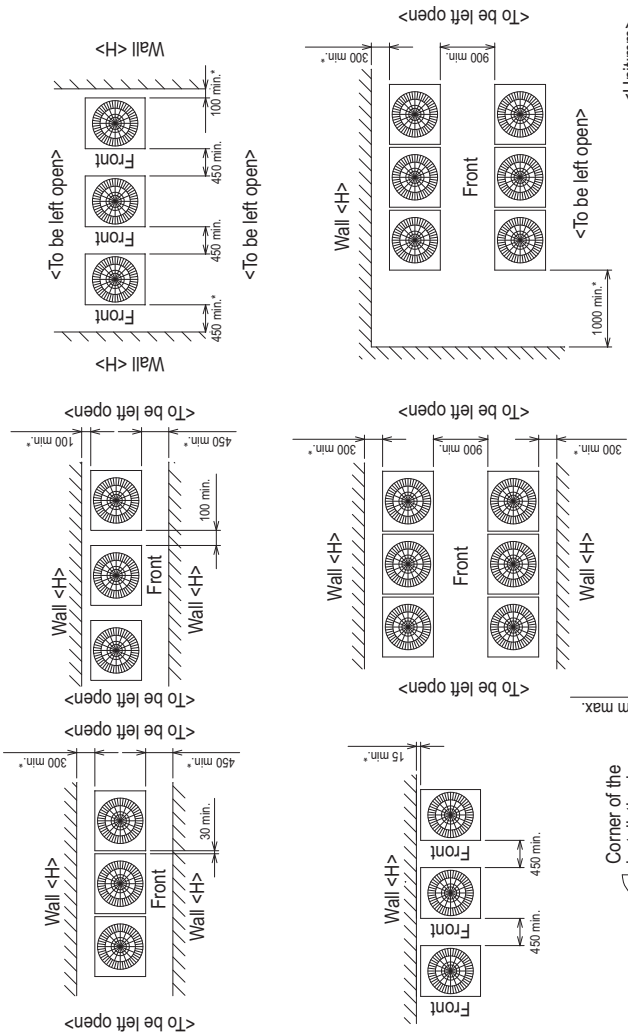 Wall <H>
<To be left open>
Front
Front
Front
450 min.*
450 min.
450 min.
100 min.*
<To be left open>
Wall <H>
<To be left open>
300 min.*
900 min.
Wall <H>
Front
1000 min.*
<To be left open>
<To be left open>
100 min.*
450 min.*
Wall <H>
100 min.
Front
Wall <H>
<To be left open>
<To be left open>
300 min.*
900 min.
300 min.*
Wall <H>
Front
Wall <H>
<To be left open>
<To be left open>
300 min.*
450 min.*
Wall <H>
30 min.
Front
Wall <H>
<To be left open>
15 min.*
Wall <H>
Front
Front
Front
450 min.
450 min.
m max.
Corner of the